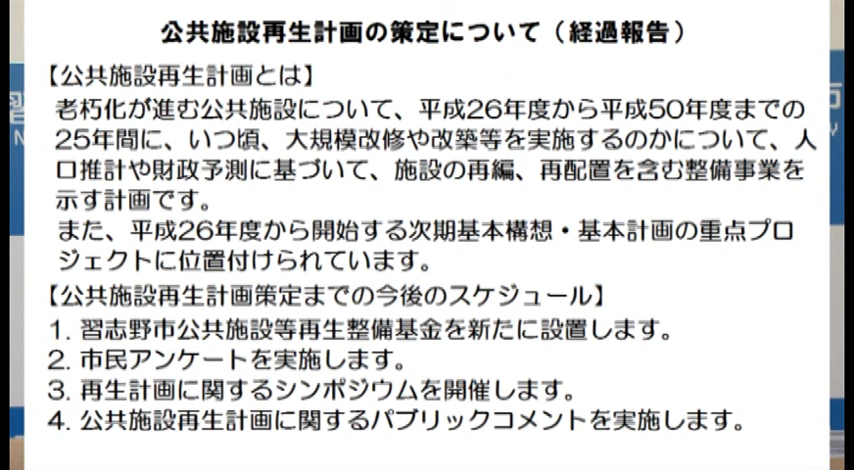 公共施設再生計画の策定について（経過報告）
【公共施設再生計画とは】
老朽化が進む公共施設について、平成26年度から平成50年度までの
25年間に、いつ頃、大規模改修や改築等を実施するのかについて、人
口推計や財政予測に基づいて、施設の再編、再配置を含む整備事業を
示す計画です。
また、平成26年度から開始する次期基本構想・基本計画の重点プロ
ジェクトに位置付けられています。
【公共施設再生計画策定までの今後のスケジュール】
1. 習志野市公共施設等再生整備基金を新たに設置します。
2. 市民アンケートを実施します。
3. 再生計画に関するシンポジウムを開催します。
4. 公共施設再生計画に関するパブリックコメントを実施します。